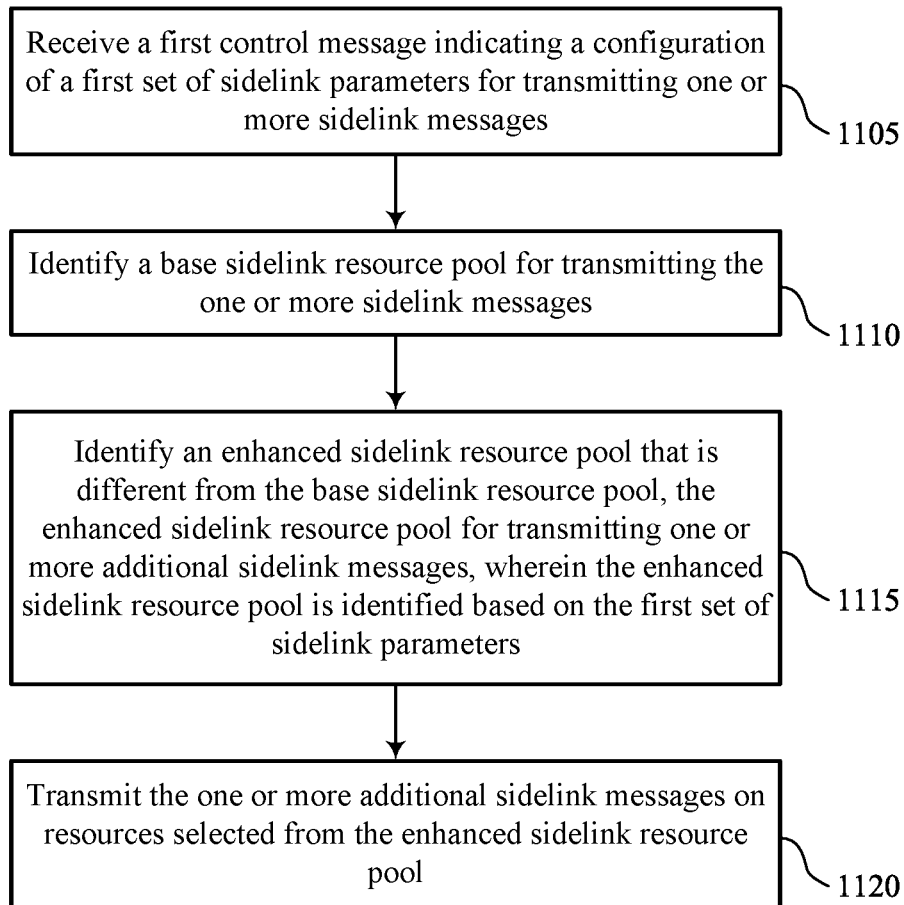 Receive a first control message indicating a configuration
of a first set of sidelink parameters for transmitting one or
more sidelink messages
1105
Identify a base sidelink resource pool for transmitting the
one or more sidelink messages
1110
Identify an enhanced sidelink resource pool that is
different from the base sidelink resource pool, the
enhanced sidelink resource pool for transmitting one or
more additional sidelink messages, wherein the enhanced
sidelink resource pool is identified based on the first set of
sidelink parameters
1115
Transmit the one or more additional sidelink messages on
resources selected from the enhanced sidelink resource
pool
1120